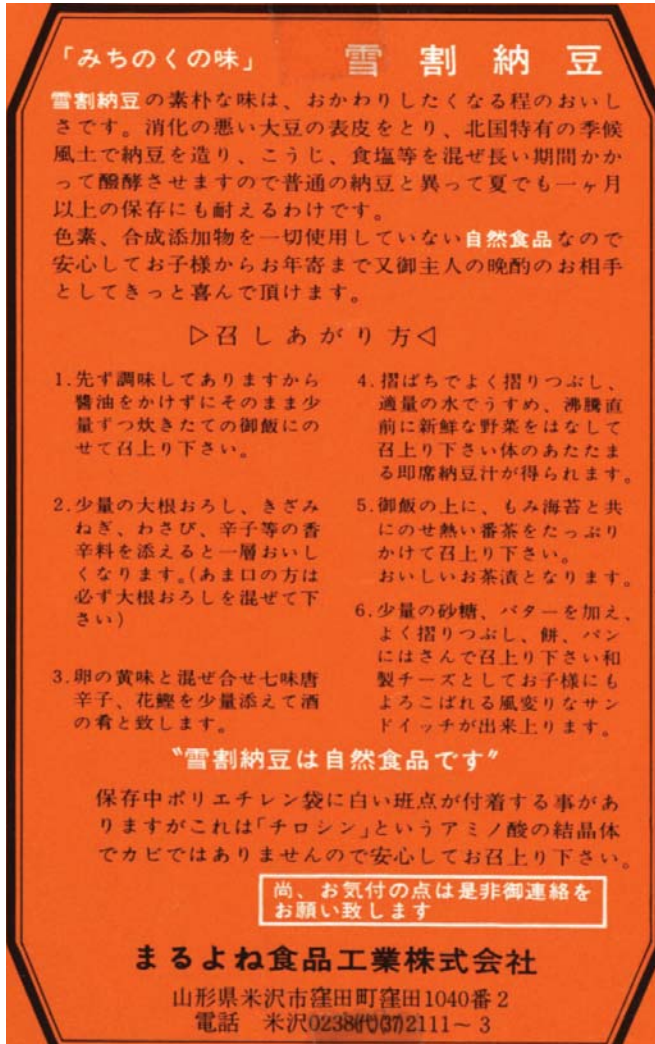 「みちのくの味」 雪割納豆
雪割納豆の素朴な味は、おかわりしたくなる程のおいし
さです。消化の悪い大豆の表皮をとり、北国特有の季候
風土で納豆を造り、こうじ、食塩等を混ぜ長い期間かか
って醱酵させますので普通の納豆と異って夏でも一ヶ月
以上の保存にも耐えるわけです。
色素、合成添加物を一切使用していない自然食品なので
安心してお子様からお年寄まで又御主人の晩酌のお相手
としてきっと喜んで頂けます。
▷召しあがり方◁
1.先ず調味してありますから
醬油をかけずにそのまま少
量ずつ炊きたての御飯にの
せて召上り下さい。
2.少量の大根おろし、きざみ
ねぎ、わさび、辛子等の香
辛料を添えると一層おいし
くなります。(あま口の方は
必ず大根おろしを混ぜて下
さい)
3.卵の黄味と混ぜ合せ七味唐
辛子、花鰹を少量添えて酒
の肴と致します。
4.摺ばちでよく摺りつぶし、
適量の水でうすめ、沸騰直
前に新鮮な野菜をはなして
召上り下さい体のあたたま
る即席納豆汁が得られます。
5.御飯の上に、もみ海苔と共
にのせ熱い番茶をたっぷり
かけて召上り下さい。
おいしいお茶漬となります。
6.少量の砂糖、バターを加え、
よく摺りつぶし、餅、パン
にはさんで召上り下さい和
製チーズとしてお子様にも
よろこばれる風変りなサン
ドイッチが出来上ります。
〝雪割納豆は自然食品です〟
保存中ポリエチレン袋に白い班点が付着する事があ
りますがこれは「チロシン」というアミノ酸の結晶体
でカビではありませんので安心してお召上り下さい。
尚、お気付の点は是非御連絡を
お願い致します
まるよね食品工業株式会社
山形県米沢市窪田町窪田1040番2
電話 米沢0238(代)(37)2111～3